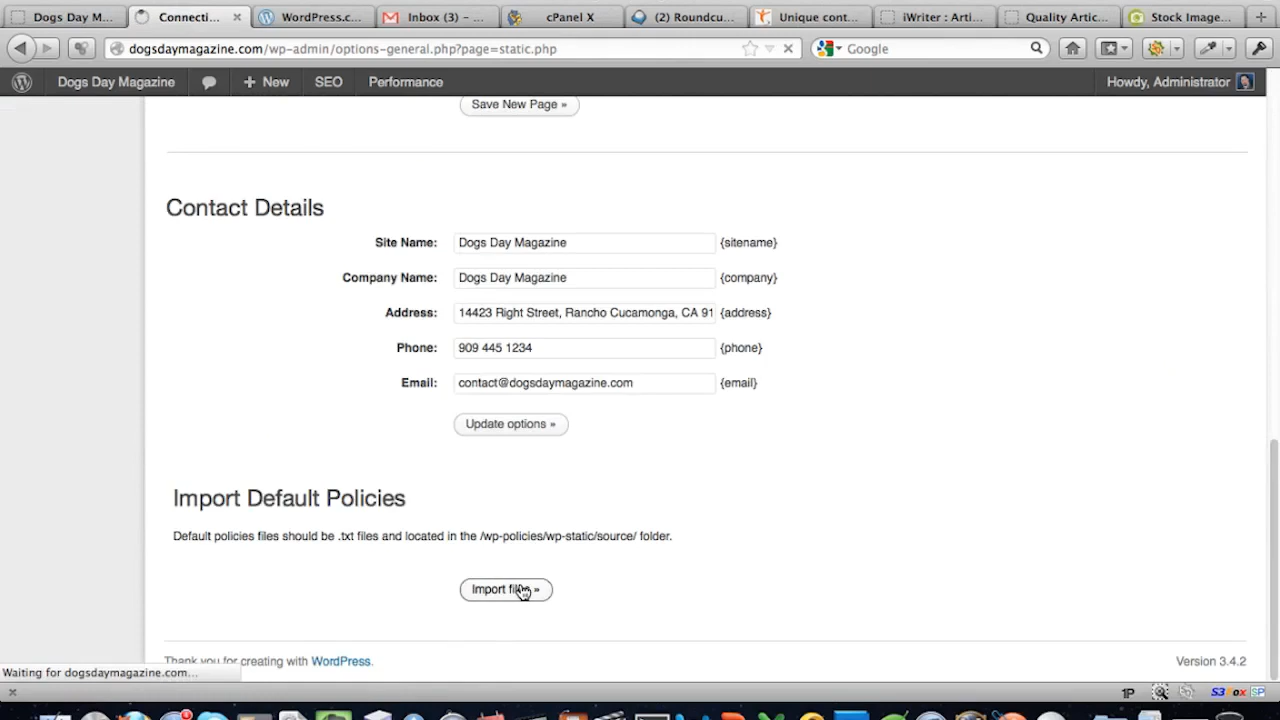 Dogs Day M...
Connecti...
WordPress.c...
Inbox (3) – ...
cPanel X
(2) Roundcu...
Unique cont...
iWriter : Arti...
Quality Artic...
Stock Image...
dogsdaymagazine.com/wp-admin/options-general.php?page=static.php
Google
Dogs Day Magazine
+ New
SEO
Performance
Howdy, Administrator
Save New Page »
Contact Details
Site Name: Dogs Day Magazine {sitename}
Company Name: Dogs Day Magazine {company}
Address: 14423 Right Street, Rancho Cucamonga, CA 91 {address}
Phone: 909 445 1234 {phone}
Email: contact@dogsdaymagazine.com {email}
Update options »
Import Default Policies
Default policies files should be .txt files and located in the /wp-policies/wp-static/source/ folder.
Import files »
Thank you for creating with WordPress.
Version 3.4.2
Waiting for dogsdaymagazine.com...
1P
S3Fox
SP